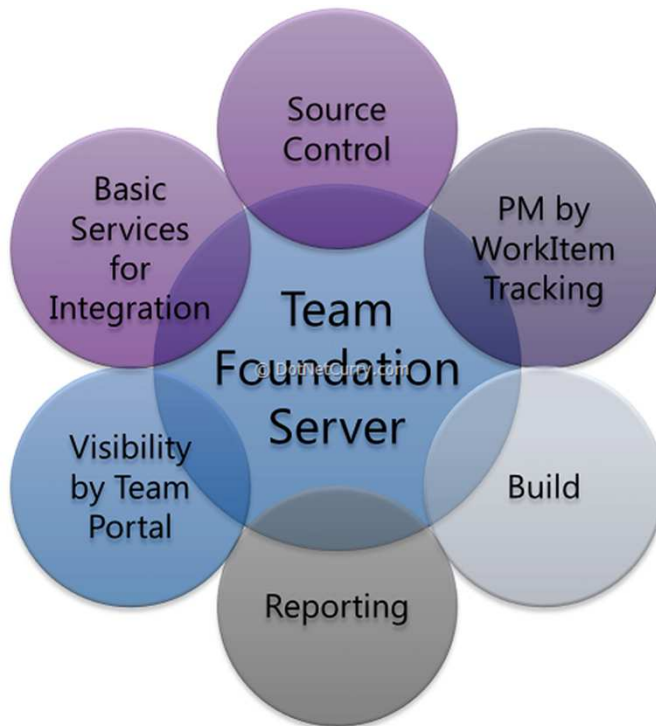 Source
Control
PM by
WorkItem
Tracking
Build
Reporting
Visibility
by Team
Portal
Basic
Services
for
Integration
Team
Foundation
Server
@ DotNetCurry.com